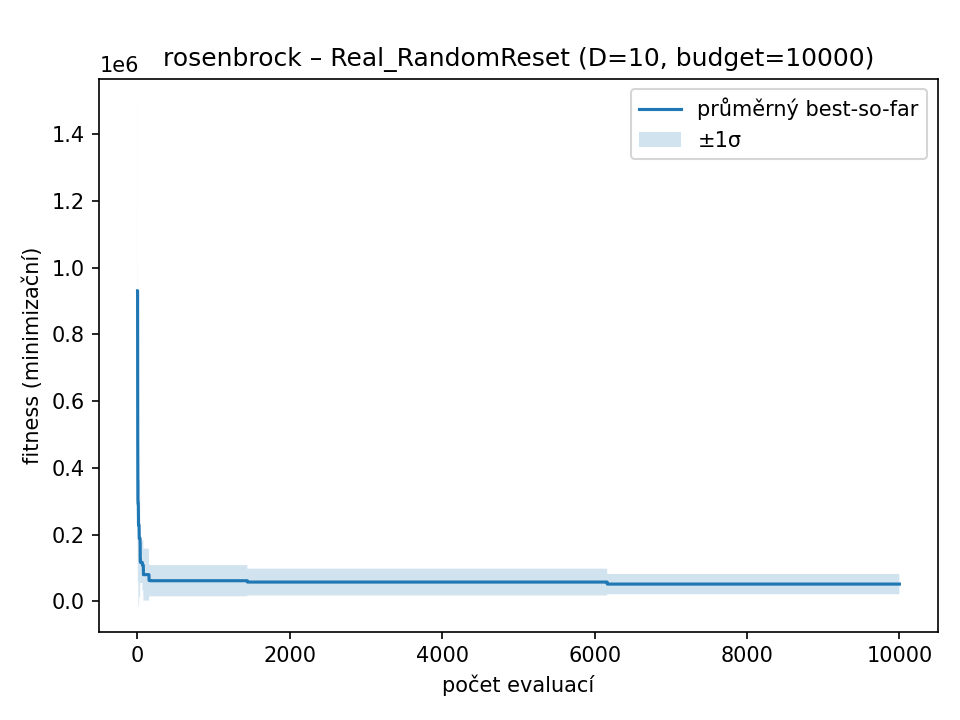 rosenbrock – Real_RandomReset (D=10, budget=10000)
1e6
průměrný best-so-far
±1σ
1.4
1.2
1.0
0.8
0.6
0.4
0.2
0.0
fitness (minimizační)
0 2000 4000 6000 8000 10000
počet evaluací